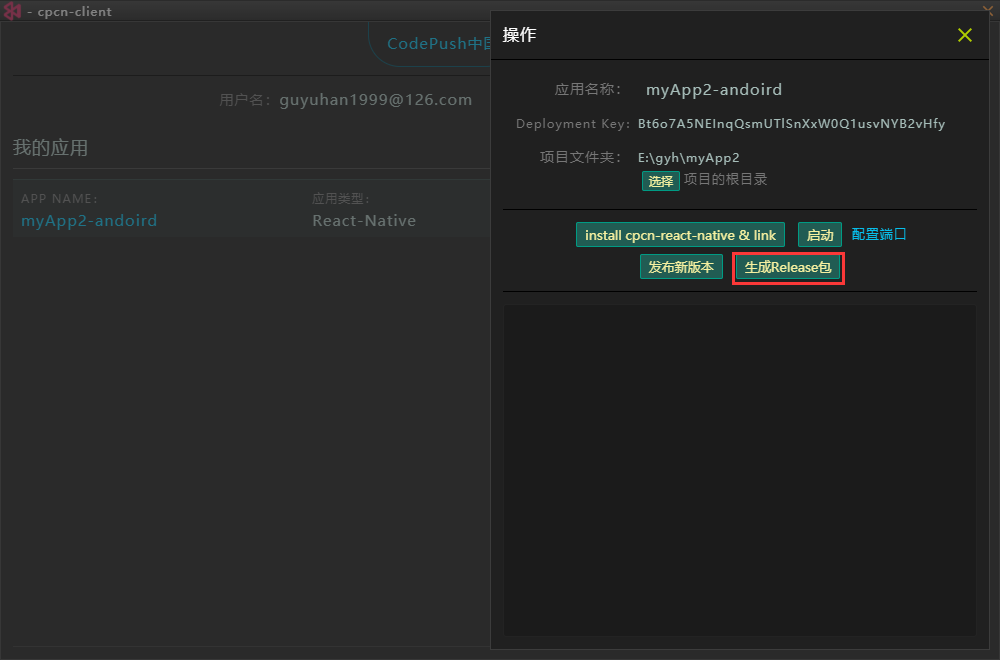 - cpcn-client
CodePush中国
用户名: guyuhan1999@126.com
我的应用
APP NAME:
应用类型:
myApp2-andoird
React-Native
操作
应用名称: myApp2-andoird
Deployment Key: Bt6o7A5NEInqQsmUTlSnXxW0Q1usvNYB2vHfy
项目文件夹: E:\gyh\myApp2
选择 项目的根目录
install cpcn-react-native & link 启动 配置端口
发布新版本 生成Release包